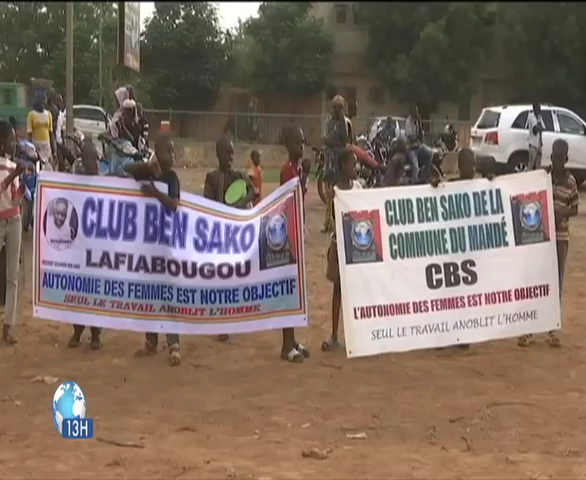 CLUB BEN SAKO
LAFIABOUGOU
AUTONOMIE DES FEMMES EST NOTRE OBJECTIF
SEUL LE TRAVAIL ANOBLIT L'HOMME
CLUB BEN SAKO DE LA
COMMUNE DU MANDÉ
CBS
L'AUTONOMIE DES FEMMES EST NOTRE OBJECTIF
SEUL LE TRAVAIL ANOBLIT L'HOMME
13H